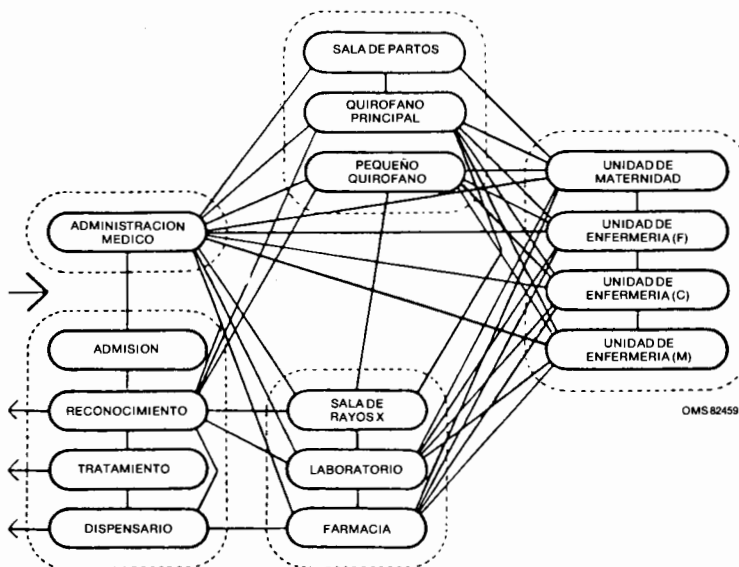 SALA DE PARTOS
QUIROFANO
PRINCIPAL
PEQUEÑO
QUIROFANO
UNIDAD DE
MATERNIDAD
ADMINISTRACION
MEDICO
UNIDAD DE
ENFERMERIA (F)
UNIDAD DE
ENFERMERIA (C)
UNIDAD DE
ENFERMERIA (M)
ADMISION
RECONOCIMIENTO
SALA DE
RAYOS X
OMS 82459
TRATAMIENTO
LABORATORIO
DISPENSARIO
FARMACIA